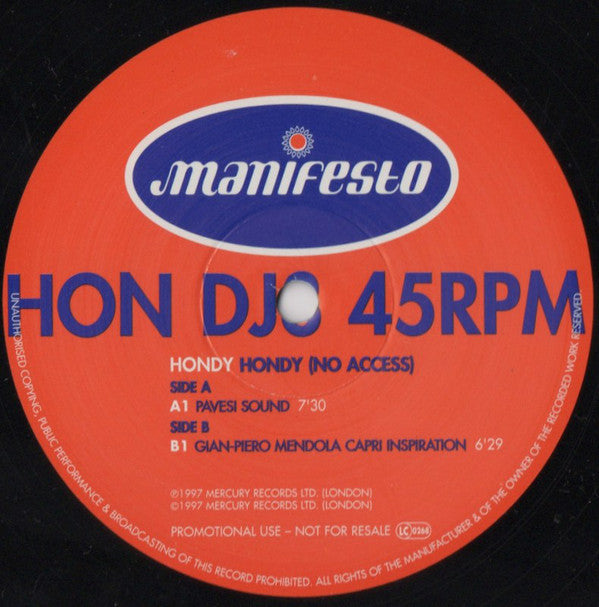 manifesto
HON DJ3 45RPM
HONDY HONDY (NO ACCESS)
SIDE A
A1 PAVESI SOUND 7'30
SIDE B
B1 GIAN-PIERO MENDOLA CAPRI INSPIRATION 6'29
℗1997 MERCURY RECORDS LTD. (LONDON)
©1997 MERCURY RECORDS LTD. (LONDON)
PROMOTIONAL USE – NOT FOR RESALE LC 0268
UNAUTHORISED COPYING, PUBLIC PERFORMANCE & BROADCASTING OF THIS RECORD PROHIBITED. ALL RIGHTS OF THE MANUFACTURER & OF THE OWNER OF THE RECORDED WORK RESERVED.